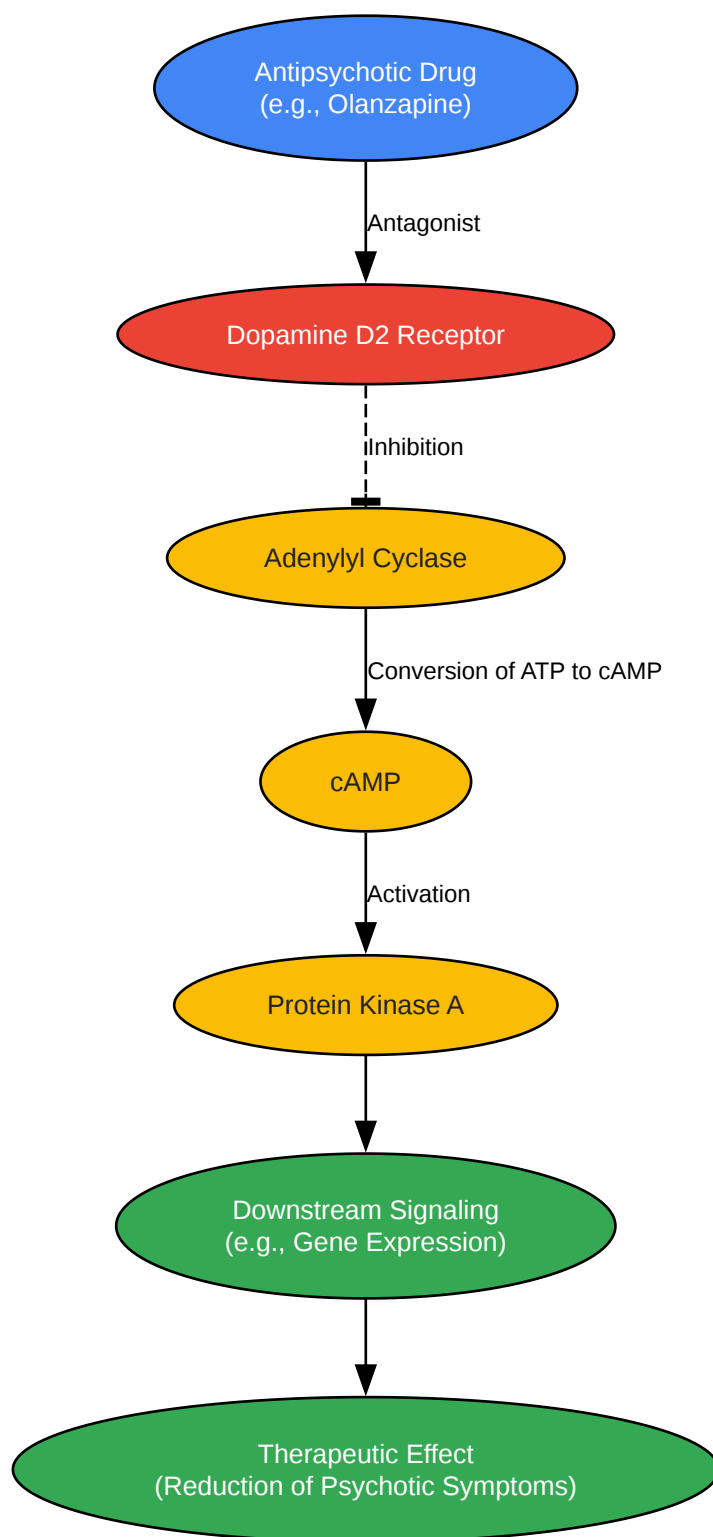 Antipsychotic Drug
(e.g., Olanzapine)
Antagonist
Dopamine D2 Receptor
Inhibition
Adenylyl Cyclase
Conversion of ATP to cAMP
cAMP
Activation
Protein Kinase A
Downstream Signaling
(e.g., Gene Expression)
Therapeutic Effect
(Reduction of Psychotic Symptoms)